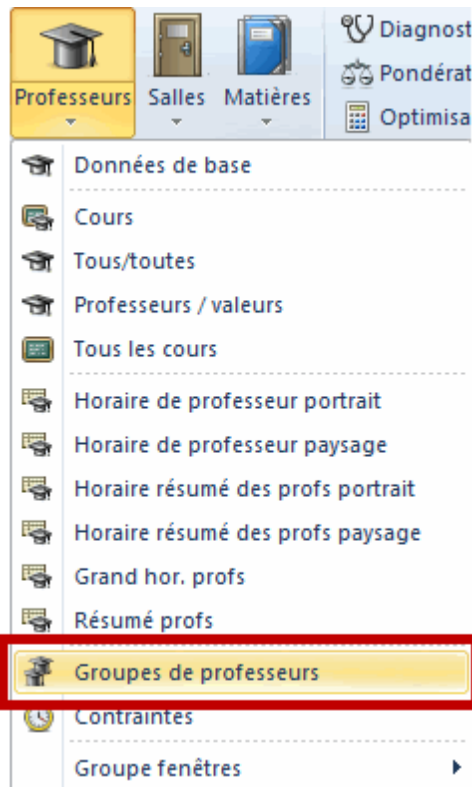 Professeurs Salles Matières
Diagnost
Pondérat
Optimisa
Données de base
Cours
Tous/toutes
Professeurs / valeurs
Tous les cours
Horaire de professeur portrait
Horaire de professeur paysage
Horaire résumé des profs portrait
Horaire résumé des profs paysage
Grand hor. profs
Résumé profs
Groupes de professeurs
Contraintes
Groupe fenêtres